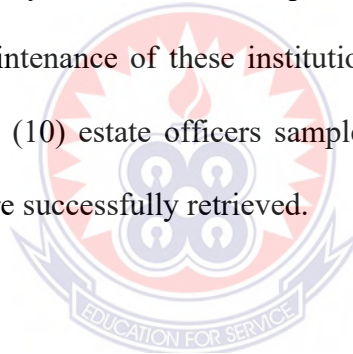 intenance of these institutio
(10) estate officers sampl
e successfully retrieved.
EDUCATION FOR SERVICE